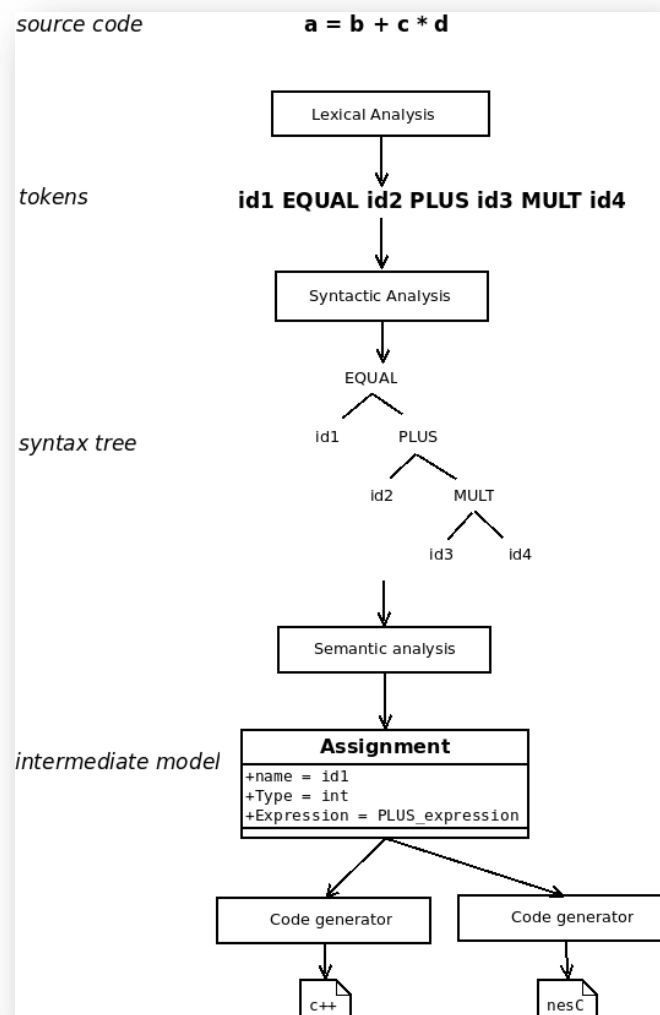 source code
a = b + c * d
Lexical Analysis
tokens
id1 EQUAL id2 PLUS id3 MULT id4
Syntactic Analysis
EQUAL
id1
PLUS
syntax tree
id2
MULT
id3
id4
Semantic analysis
intermediate model
Assignment
+name = id1
+Type = int
+Expression = PLUS_expression
Code generator
Code generator
c++
nesC